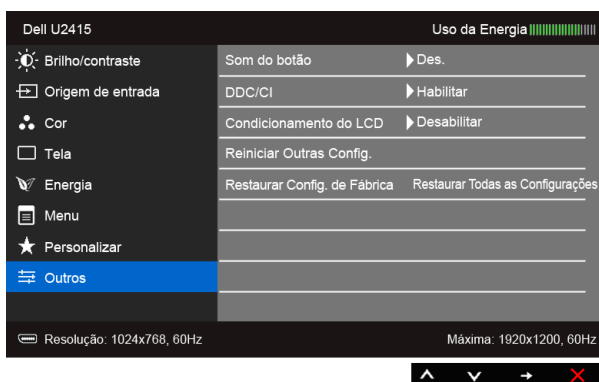 Dell U2415 Uso da Energia
Brilho/contraste Som do botão Des.
Origem de entrada DDC/CI Habilitar
Cor Condicionamento do LCD Desabilitar
Tela Reiniciar Outras Config.
Energia Restaurar Config. de Fábrica Restaurar Todas as Configurações
Menu
Personalizar
Outros
Resolução: 1024x768, 60Hz Máxima: 1920x1200, 60Hz